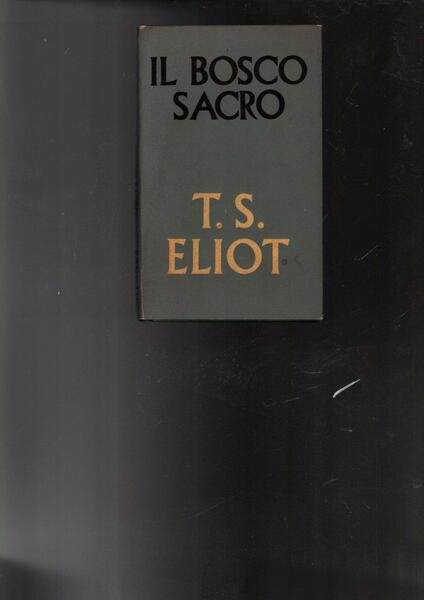 IL BOSCO
SACRO
T. S.
ELIOT